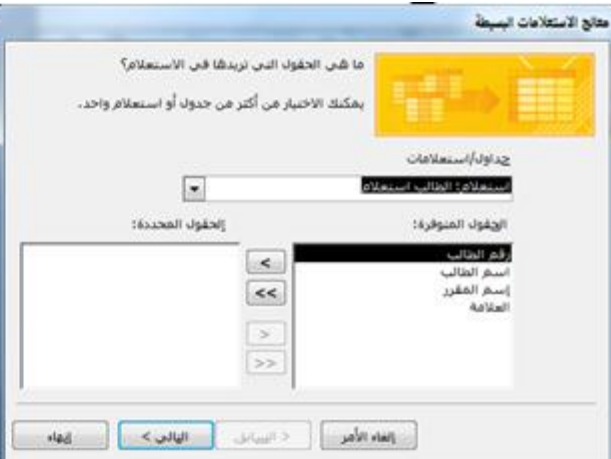 معالج الاستعلامات البسيطة
ما هي الحقول التي تريدها في الاستعلام؟
يمكنك الاختيار من أكثر من جدول أو استعلام واحد.
جداول/استعلامات
استعلام: الطالب استعلام
الحقول المتوفرة:
الحقول المحددة:
رقم الطالب
اسم الطالب
إسم المقرر
العلامة
<
<<
>
>>
إلغاء الأمر
< السابق
التالي >
إنهاء